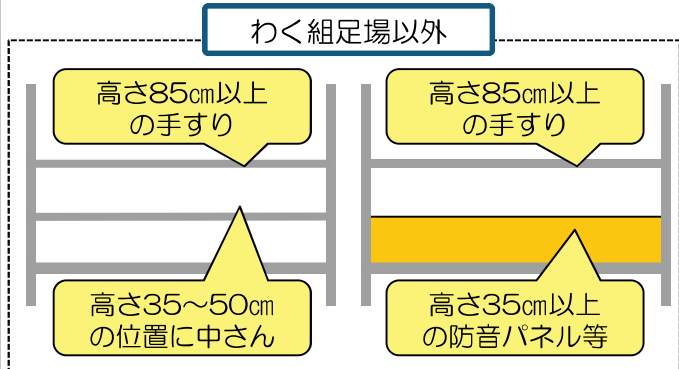 わく組足場以外
高さ85㎝以上
の手すり
高さ85㎝以上
の手すり
高さ35～50㎝
の位置に中さん
高さ35㎝以上
の防音パネル等